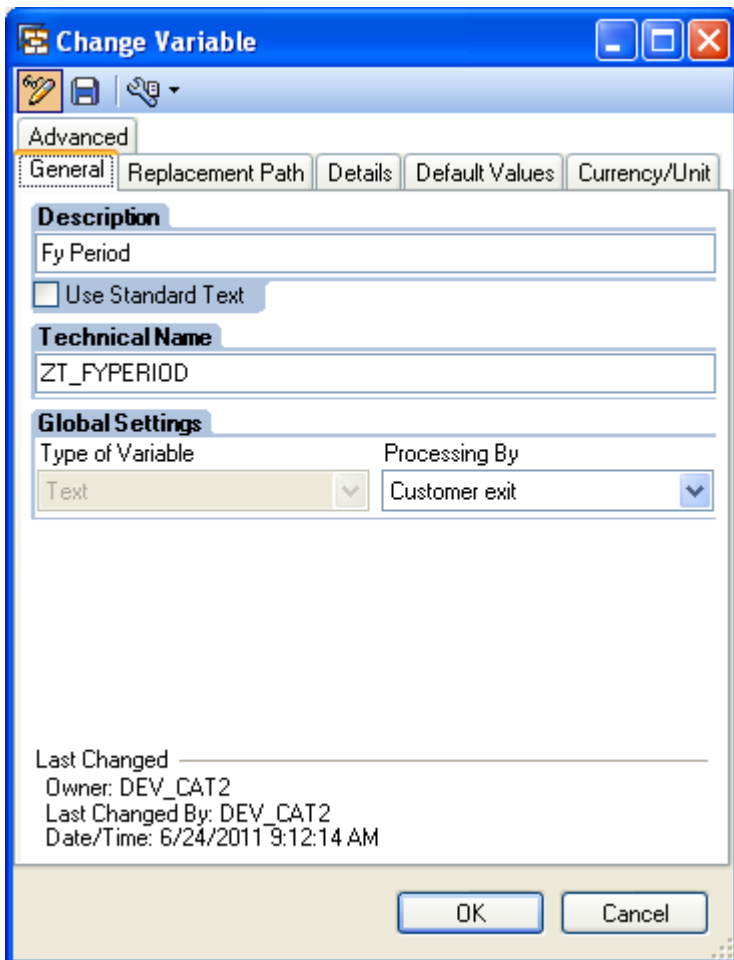 Change Variable
Advanced
General Replacement Path Details Default Values Currency/Unit
Description
Fy Period
Use Standard Text
Technical Name
ZT_FYPERIOD
Global Settings
Type of Variable Processing By
Text Customer exit
Last Changed
Owner: DEV_CAT2
Last Changed By: DEV_CAT2
Date/Time: 6/24/2011 9:12:14 AM
OK Cancel